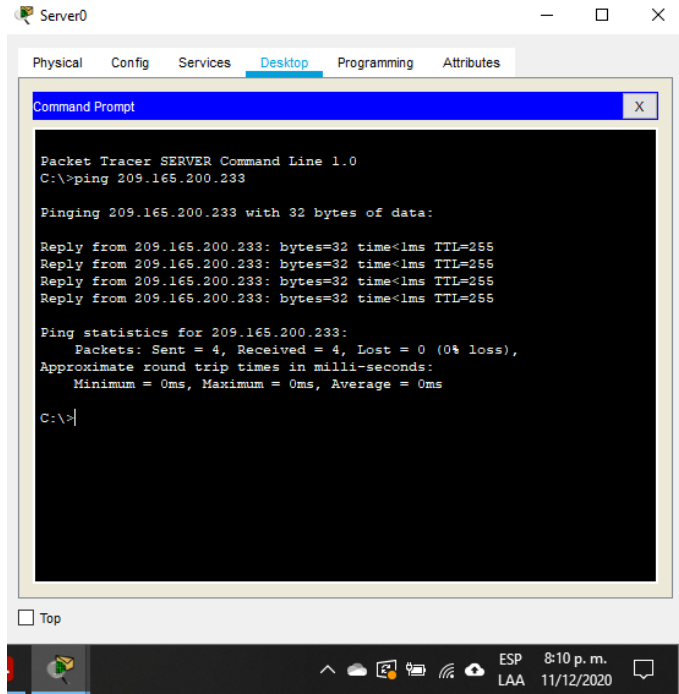 Server0
Physical Config Services Desktop Programming Attributes
Command Prompt
X
Packet Tracer SERVER Command Line 1.0
C:\>ping 209.165.200.233
Pinging 209.165.200.233 with 32 bytes of data:
Reply from 209.165.200.233: bytes=32 time<1ms TTL=255
Reply from 209.165.200.233: bytes=32 time<1ms TTL=255
Reply from 209.165.200.233: bytes=32 time<1ms TTL=255
Reply from 209.165.200.233: bytes=32 time<1ms TTL=255
Ping statistics for 209.165.200.233:
Packets: Sent = 4, Received = 4, Lost = 0 (0% loss),
Approximate round trip times in milli-seconds:
Minimum = 0ms, Maximum = 0ms, Average = 0ms
C:\>
Top
ESP 8:10 p. m.
LAA 11/12/2020